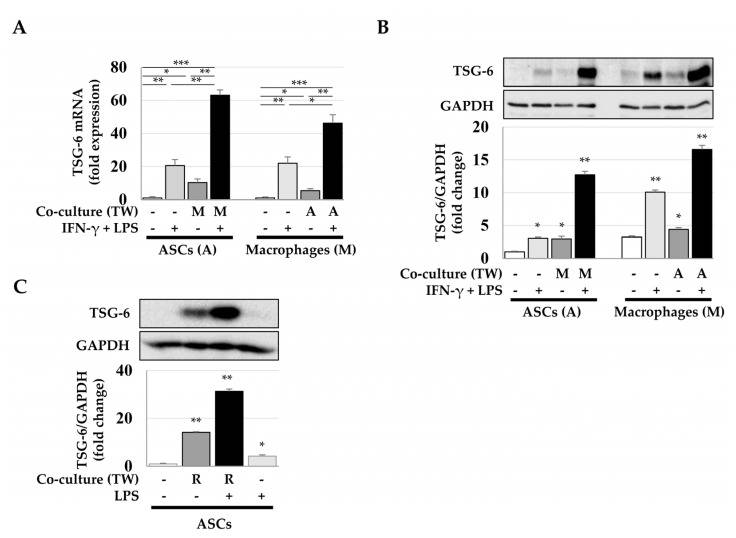 A
TSG-6 mRNA
(fold expression)
80
60
40
20
0
***
* **
** **
***
* **
** *
Co-culture (TW) - - M M - - A A
IFN-γ + LPS - + - + - + - +
ASCs (A) Macrophages (M)
B
TSG-6
GAPDH
TSG-6/GAPDH
(fold change)
20
15
10
5
0
* * ** ** * **
Co-culture (TW) - - M M - - A A
IFN-γ + LPS - + - + - + - +
ASCs (A) Macrophages (M)
C
TSG-6
GAPDH
TSG-6/GAPDH
(fold change)
40
20
0
** ** *
Co-culture (TW) - R R -
LPS - - + +
ASCs